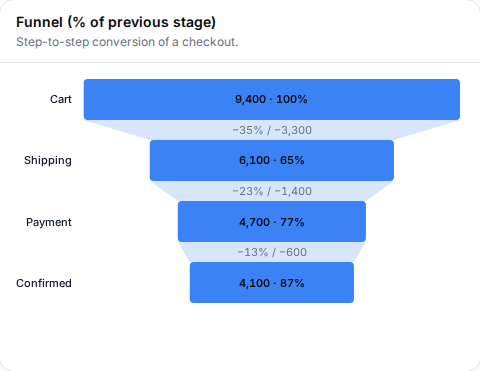 Funnel (% of previous stage)
Step-to-step conversion of a checkout.
Cart
9,400 · 100%
−35% / −3,300
Shipping
6,100 · 65%
−23% / −1,400
Payment
4,700 · 77%
−13% / −600
Confirmed
4,100 · 87%